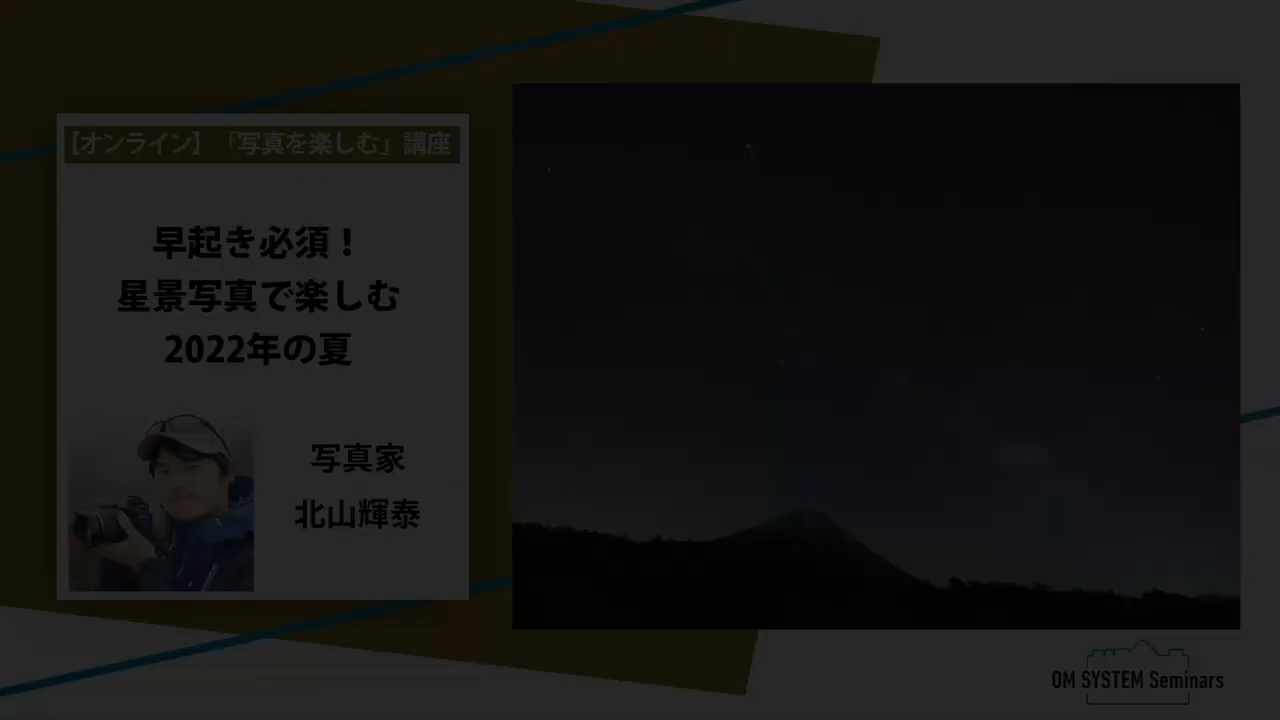 【オンライン】「写真を楽しむ」講座
早起き必須！
星景写真で楽しむ
2022年の夏
写真家
北山輝泰
OM SYSTEM Seminars